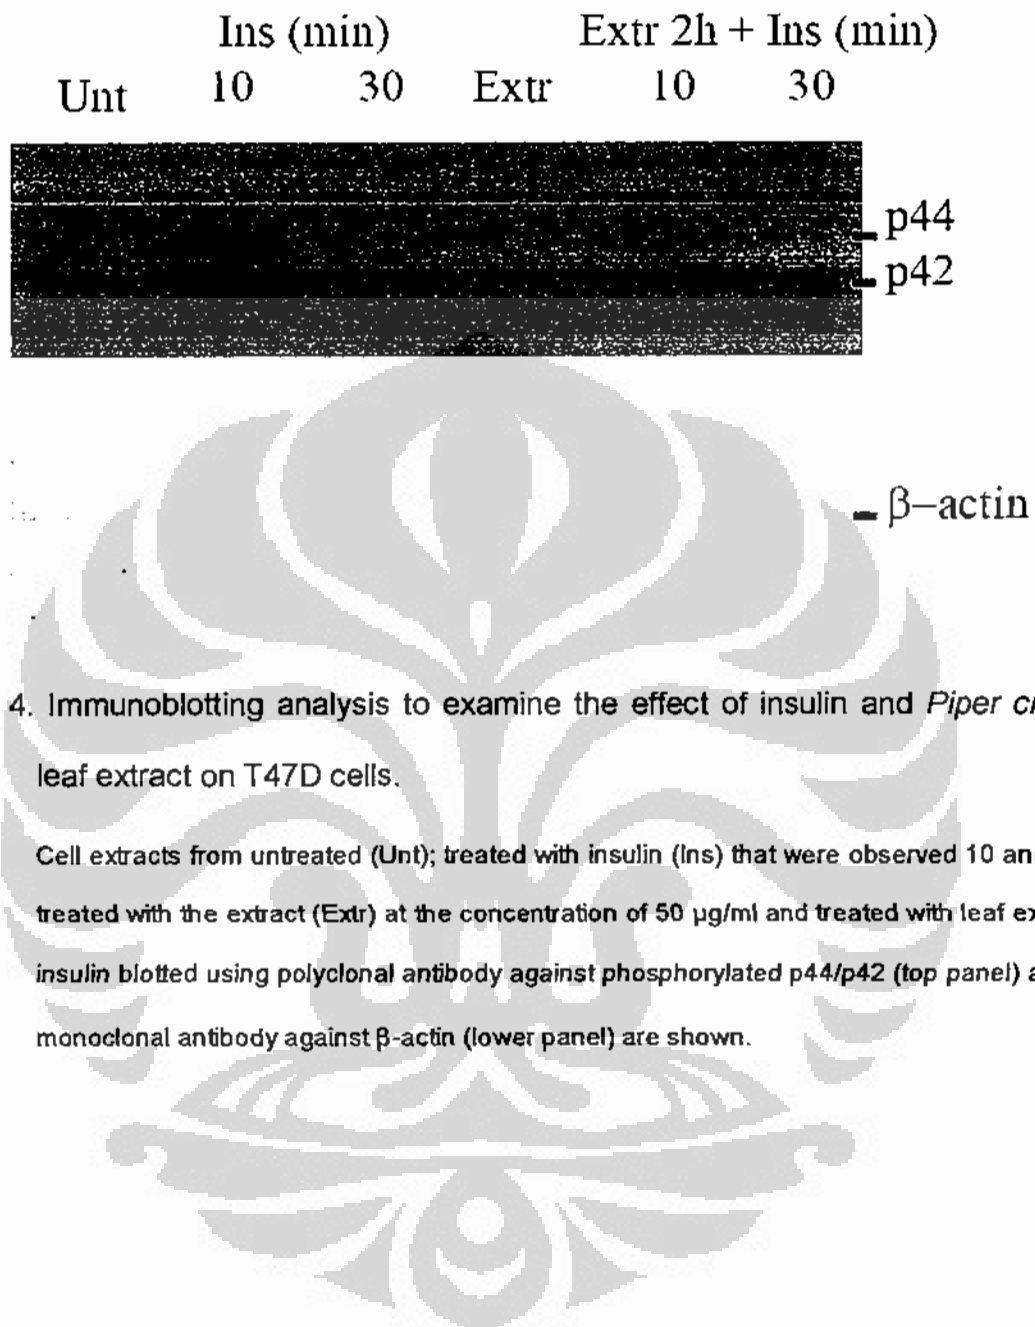 Ins (min) Extr 2h + Ins (min)
Unt 10 30 Extr 10 30
p44
p42
β–actin
4. Immunoblotting analysis to examine the effect of insulin and Piper cr
leaf extract on T47D cells.
Cell extracts from untreated (Unt); treated with insulin (Ins) that were observed 10 an
treated with the extract (Extr) at the concentration of 50 µg/ml and treated with leaf ex
insulin blotted using polyclonal antibody against phosphorylated p44/p42 (top panel) a
monoclonal antibody against β-actin (lower panel) are shown.